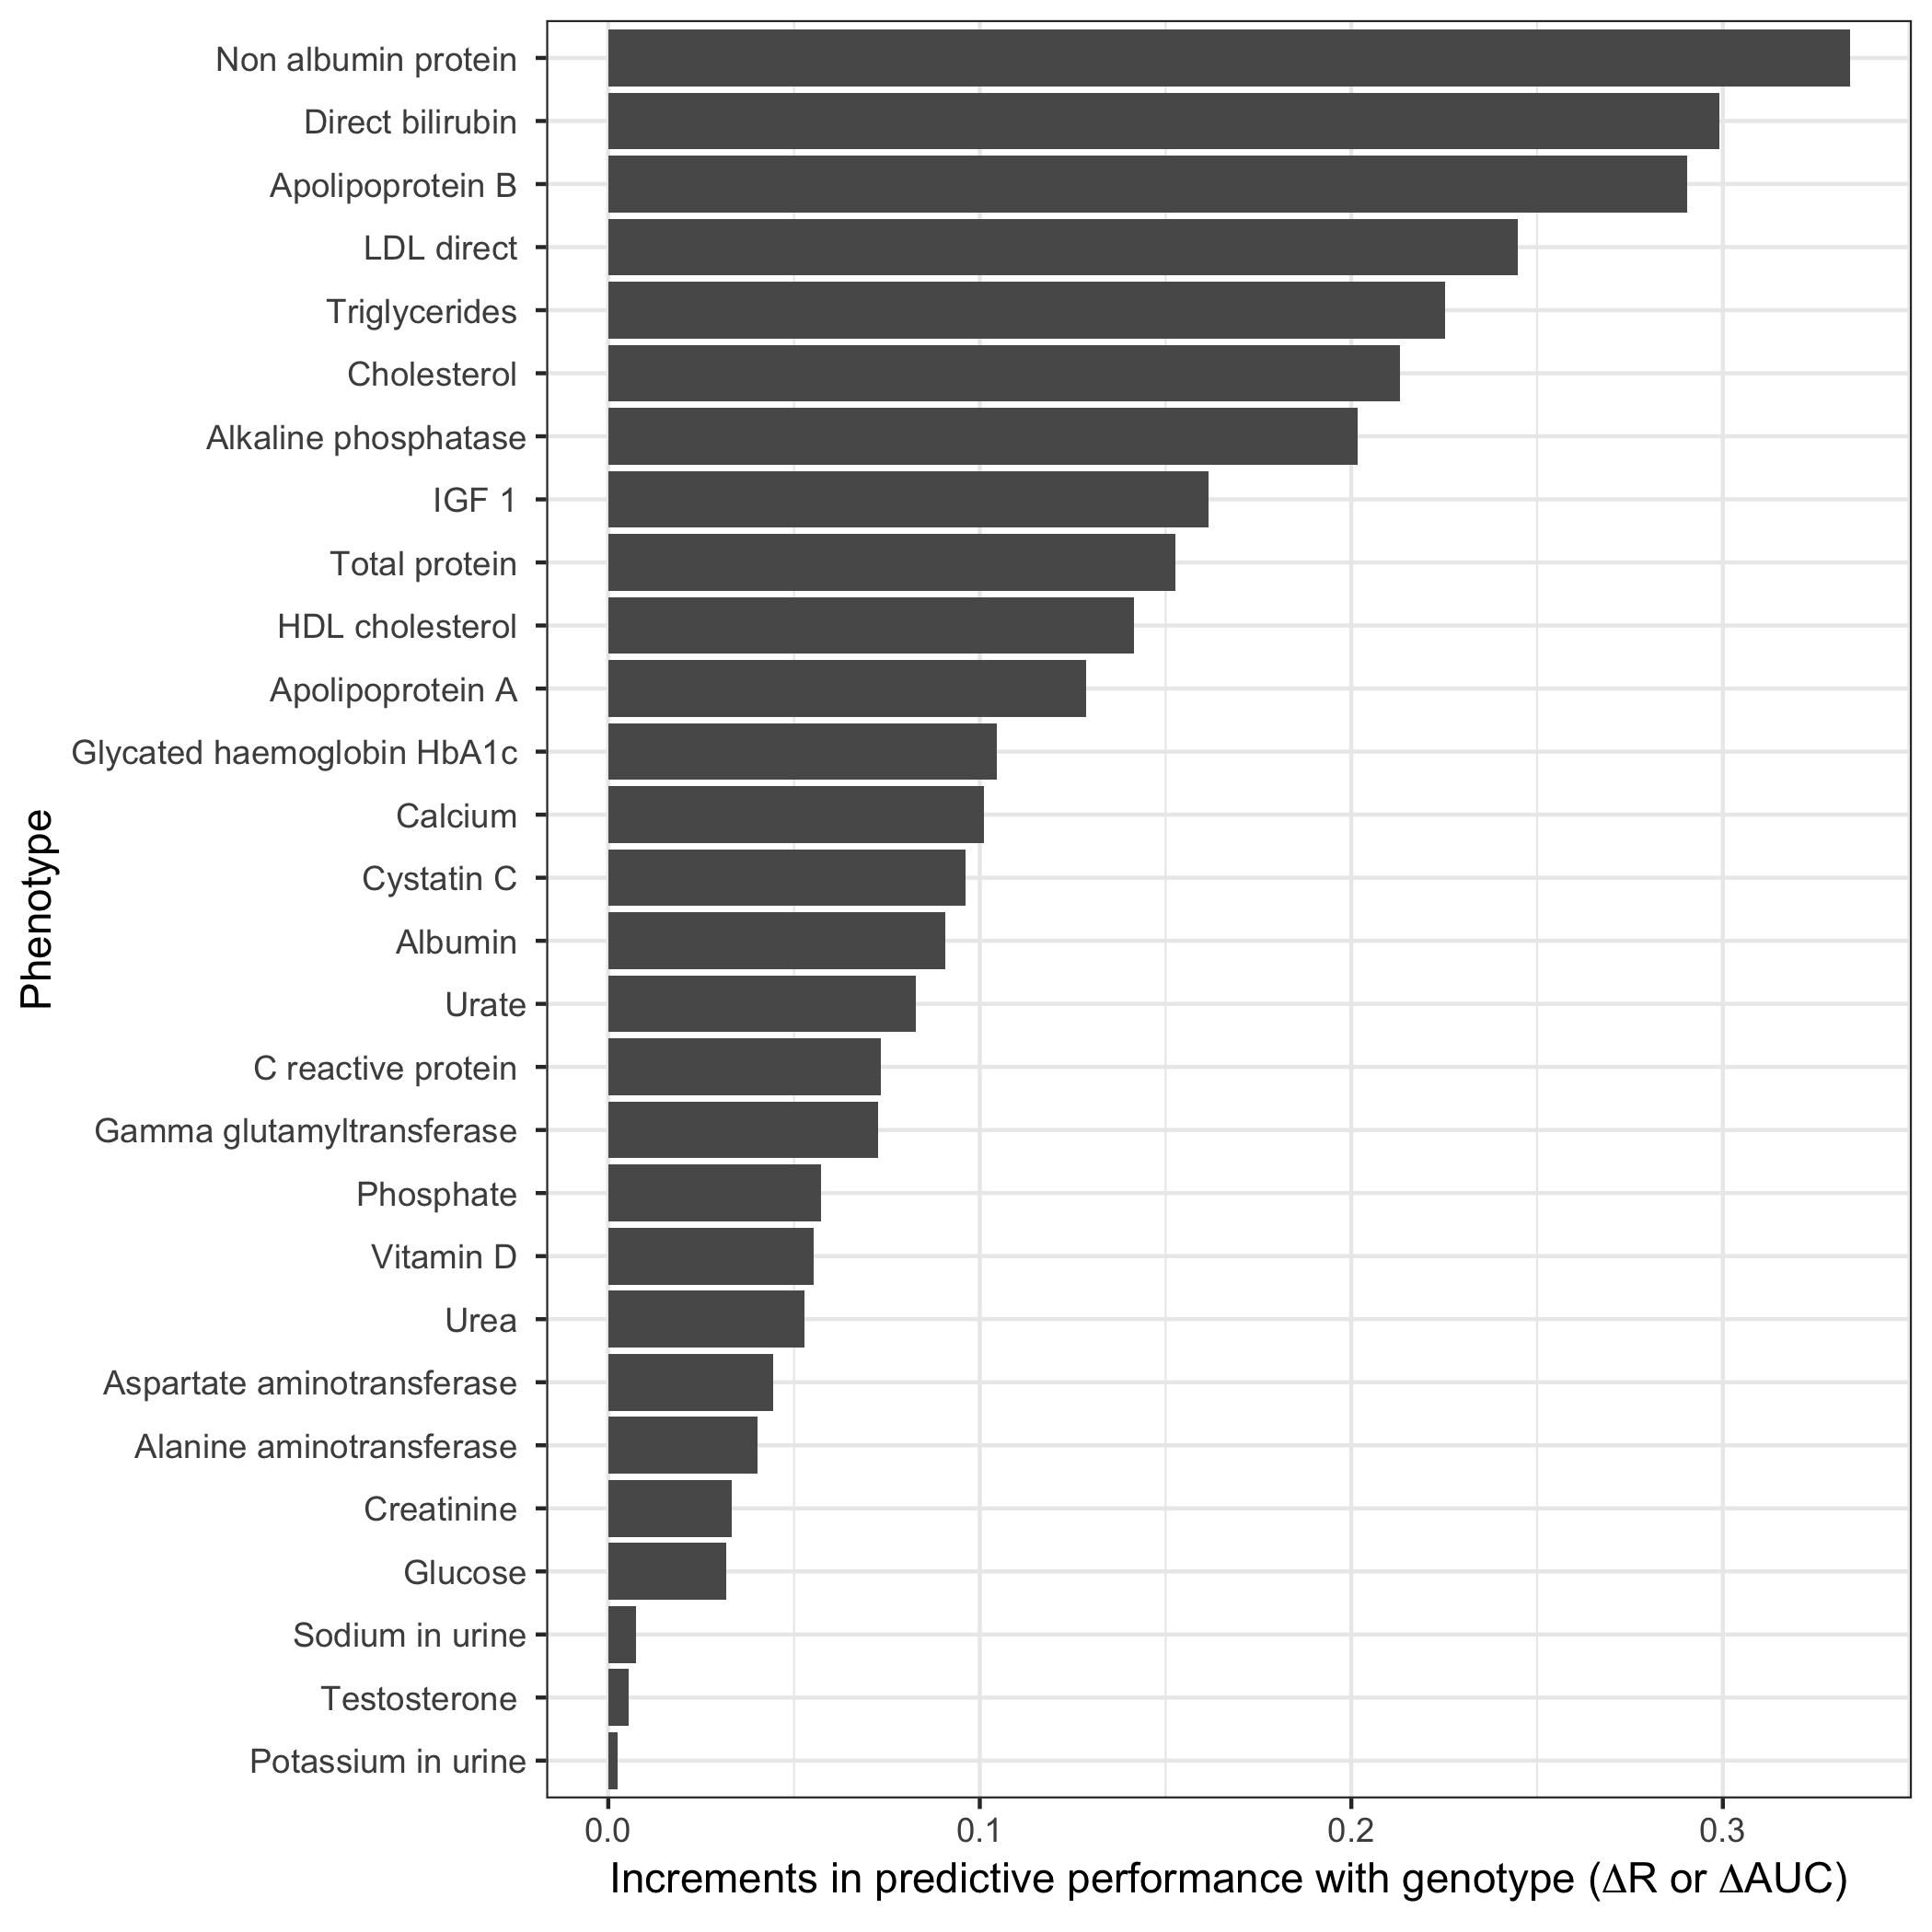 Non albumin protein
Direct bilirubin
Apolipoprotein B
LDL direct
Triglycerides
Cholesterol
Alkaline phosphatase
IGF 1
Total protein
HDL cholesterol
Apolipoprotein A
Glycated haemoglobin HbA1c
Calcium
Cystatin C
Albumin
Urate
C reactive protein
Gamma glutamyltransferase
Phosphate
Vitamin D
Urea
Aspartate aminotransferase
Alanine aminotransferase
Creatinine
Glucose
Sodium in urine
Testosterone
Potassium in urine
Phenotype
0.0 0.1 0.2 0.3
Increments in predictive performance with genotype (ΔR or ΔAUC)